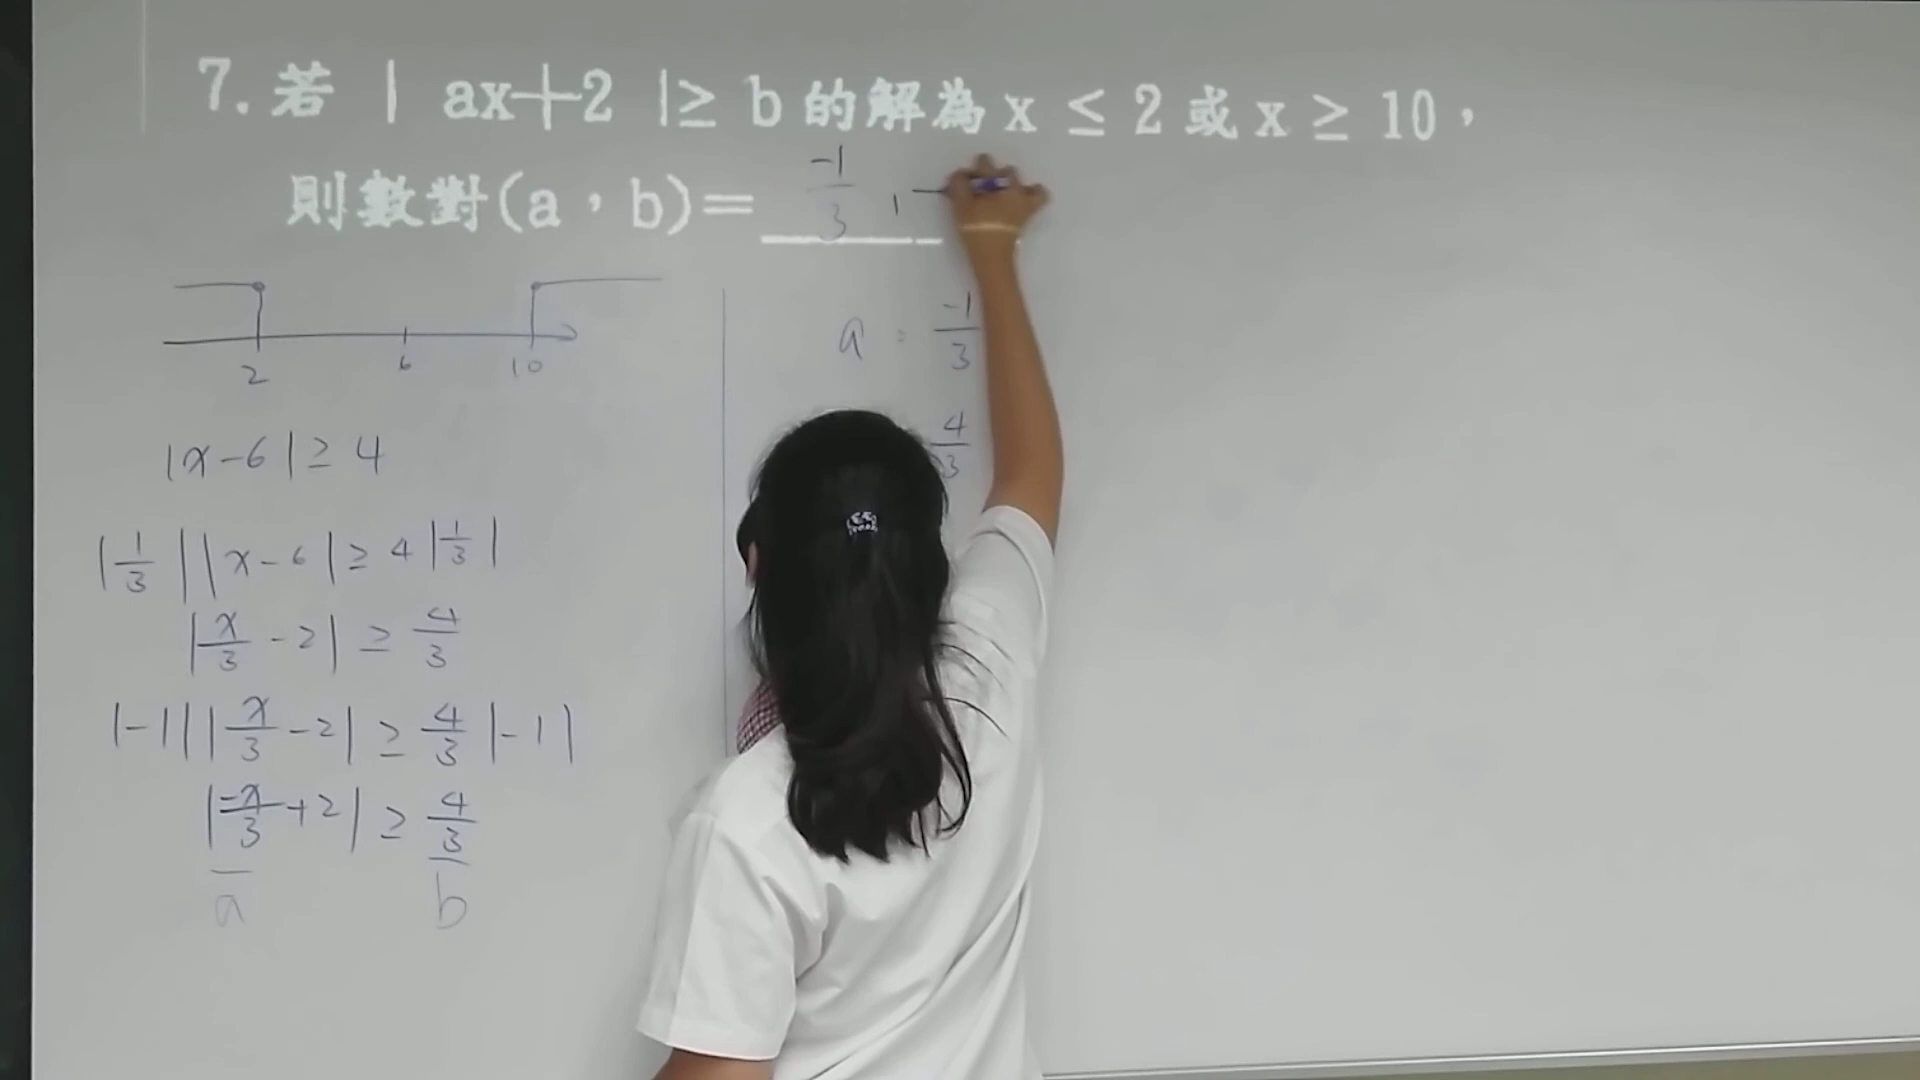 7. 若 | ax+2 |≥ b 的解為 x ≤ 2 或 x ≥ 10，
則數對(a，b)= -1/3 ,
2 6 10
|x-6|≥4
|1/3||x-6|≥4|1/3|
|x/3-2|≥4/3
|-1||x/3-2|≥4/3|-1|
|-x/3+2|≥4/3
a b
a = -1/3
4/3